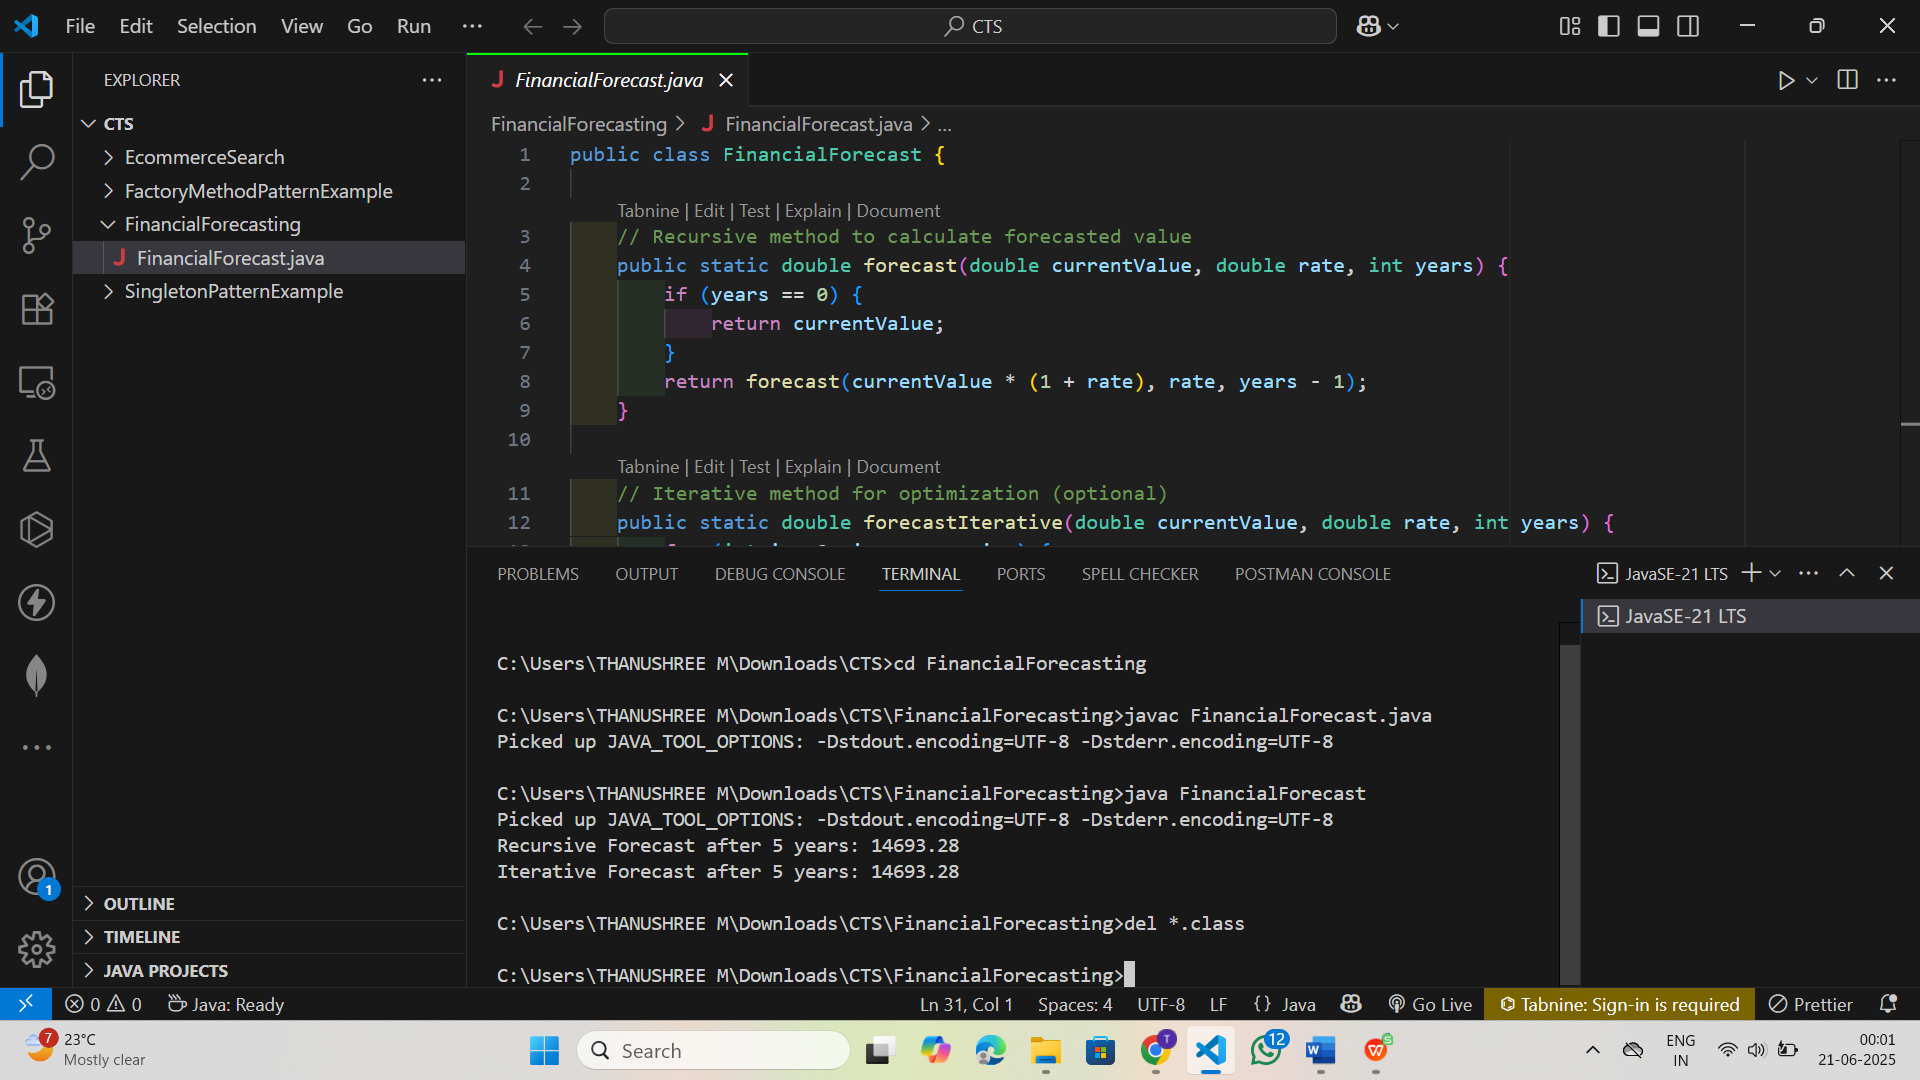 File Edit Selection View Go Run ...
CTS
EXPLORER
CTS
EcommerceSearch
FactoryMethodPatternExample
FinancialForecasting
J FinancialForecast.java
SingletonPatternExample
OUTLINE
TIMELINE
JAVA PROJECTS
1
J FinancialForecast.java
FinancialForecasting > J FinancialForecast.java > ...
1 public class FinancialForecast {
2
Tabnine | Edit | Test | Explain | Document
3 // Recursive method to calculate forecasted value
4 public static double forecast(double currentValue, double rate, int years) {
5 if (years == 0) {
6 return currentValue;
7 }
8 return forecast(currentValue * (1 + rate), rate, years - 1);
9 }
10
Tabnine | Edit | Test | Explain | Document
11 // Iterative method for optimization (optional)
12 public static double forecastIterative(double currentValue, double rate, int years) {
PROBLEMS OUTPUT DEBUG CONSOLE TERMINAL PORTS SPELL CHECKER POSTMAN CONSOLE
JavaSE-21 LTS
JavaSE-21 LTS
C:\Users\THANUSHREE M\Downloads\CTS>cd FinancialForecasting
C:\Users\THANUSHREE M\Downloads\CTS\FinancialForecasting>javac FinancialForecast.java
Picked up JAVA_TOOL_OPTIONS: -Dstdout.encoding=UTF-8 -Dstderr.encoding=UTF-8
C:\Users\THANUSHREE M\Downloads\CTS\FinancialForecasting>java FinancialForecast
Picked up JAVA_TOOL_OPTIONS: -Dstdout.encoding=UTF-8 -Dstderr.encoding=UTF-8
Recursive Forecast after 5 years: 14693.28
Iterative Forecast after 5 years: 14693.28
C:\Users\THANUSHREE M\Downloads\CTS\FinancialForecasting>del *.class
C:\Users\THANUSHREE M\Downloads\CTS\FinancialForecasting>
0 0 Java: Ready
Ln 31, Col 1 Spaces: 4 UTF-8 LF {} Java Go Live Tabnine: Sign-in is required Prettier
7
23°C
Mostly clear
Search
T
12
W
W
S
ENG
IN
00:01
21-06-2025